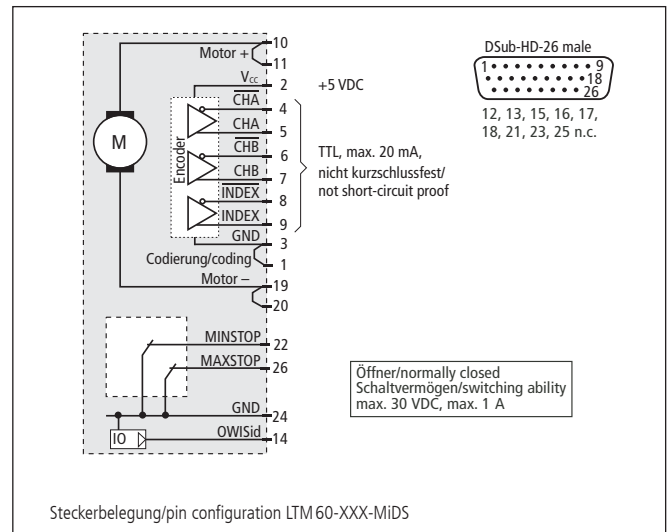 Motor + 10
11
Vcc 2 +5 VDC
C̅H̅A̅ 4
CHA 5
C̅H̅B̅ 6
CHB 7
I̅N̅D̅E̅X̅ 8
INDEX 9
GND 3
Codierung/coding 1
Motor – 19
20
M
Encoder
TTL, max. 20 mA,
nicht kurzschlussfest/
not short-circuit proof
DSub-HD-26 male
1 9
18
26
12, 13, 15, 16, 17,
18, 21, 23, 25 n.c.
MINSTOP 22
MAXSTOP 26
GND 24
IO OWISid 14
Öffner/normally closed
Schaltvermögen/switching ability
max. 30 VDC, max. 1 A
Steckerbelegung/pin configuration LTM 60-XXX-MiDS